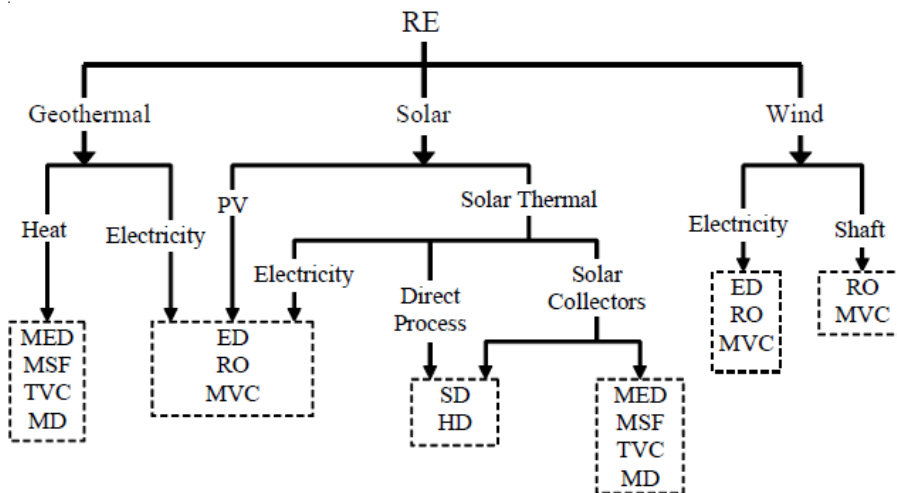 RE
Geothermal
Solar
Wind
PV
Solar Thermal
Heat
Electricity
Electricity
Shaft
Electricity
Direct
Process
Solar
Collectors
ED
RO
MVC
RO
MVC
MED
MSF
TVC
MD
ED
RO
MVC
SD
HD
MED
MSF
TVC
MD